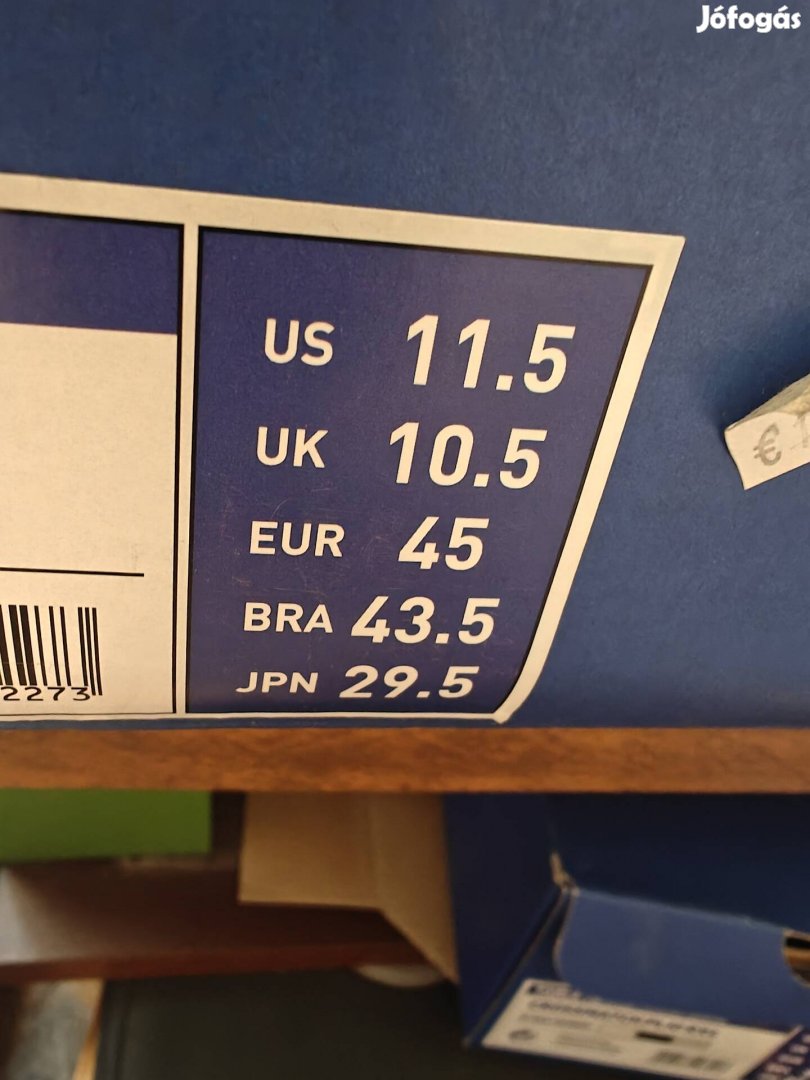 Jófogás
US 11.5
UK 10.5
EUR 45
BRA 43.5
JPN 29.5
2273
€